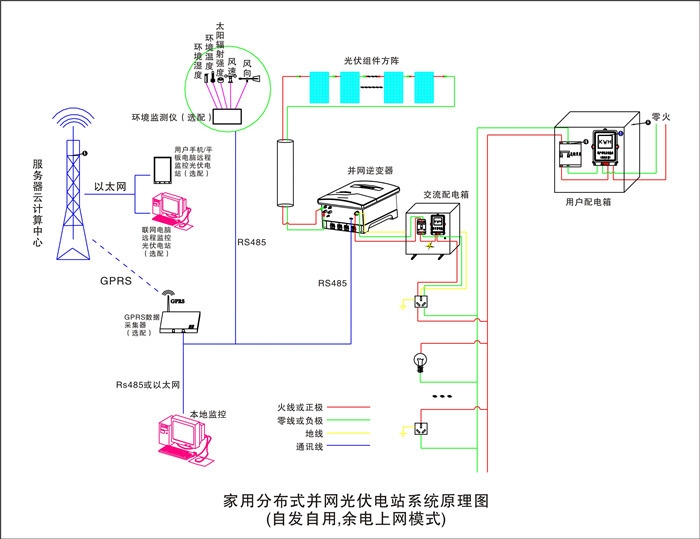 环境湿度
环境温度
太阳辐射强度
风速
风向
环境监测仪(选配)
光伏组件方阵
零火
KWH
用户配电箱
服务器云计算中心
以太网
用户手机/平
板电脑远程
监控光伏电
站(选配)
联网电脑
远程监控
光伏电站
(选配)
并网逆变器
交流配电箱
RS485
RS485
GPRS
GPRS
GPRS数据
采集器
(选配)
Rs485或以太网
本地监控
火线或正极
零线或负极
地线
通讯线
家用分布式并网光伏电站系统原理图
(自发自用,余电上网模式)